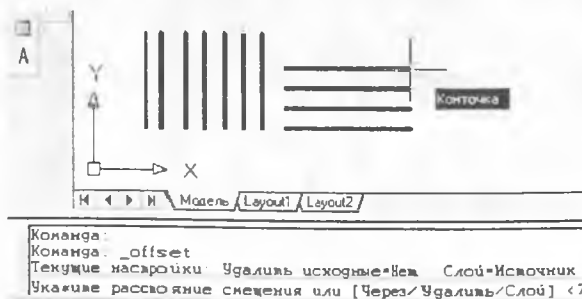 A
Y
Конточка
X
Модель Layout1 Layout2
Команда:
Команда: _offset
Текущие настройки: Удалить исходные=Нет Слой=Источник
Укажите расстояние смещения или [Через/Удалить/Слой] <